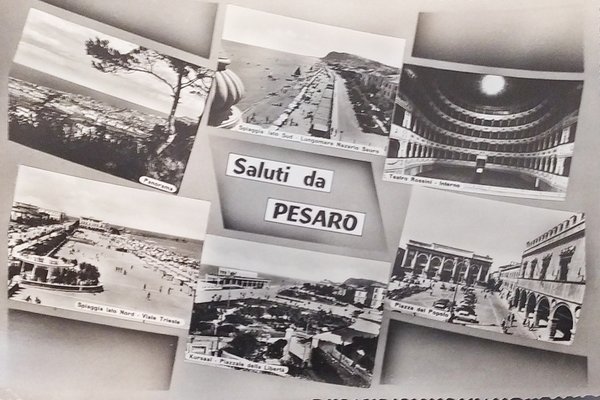 Spiaggia lato Sud - Lungomare Nazario Sauro
Panorama
Teatro Rossini - Interno
Saluti da
PESARO
Spiaggia lato Nord - Viale Trieste
Piazza del Popolo
Kursaal - Piazzale della Libertà